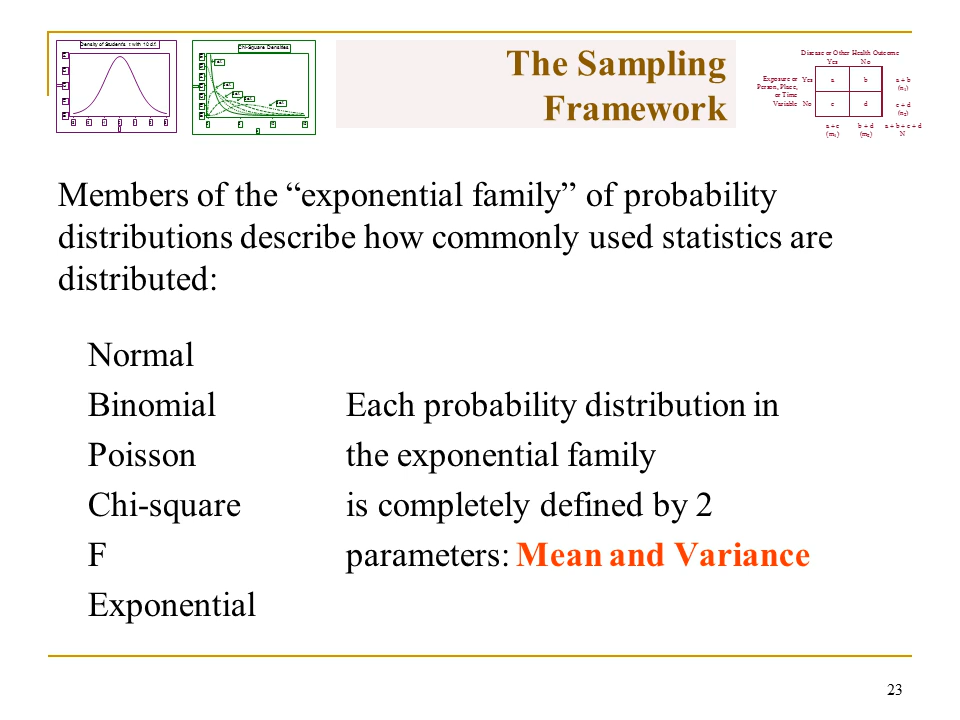 Density of Students t with 10 d.f.
Chi-Square Densities
The Sampling
Framework
Disease or Other Health Outcome
Yes No
Exposure or
Person, Place,
or Time
Variable
Yes a b a + b
(n₁)
No c d c + d
(n₂)
a + c b + d a + b + c + d
(m₁) (m₂) N
Members of the “exponential family” of probability
distributions describe how commonly used statistics are
distributed:
Normal
Binomial Each probability distribution in
Poisson the exponential family
Chi-square is completely defined by 2
F parameters: Mean and Variance
Exponential
23